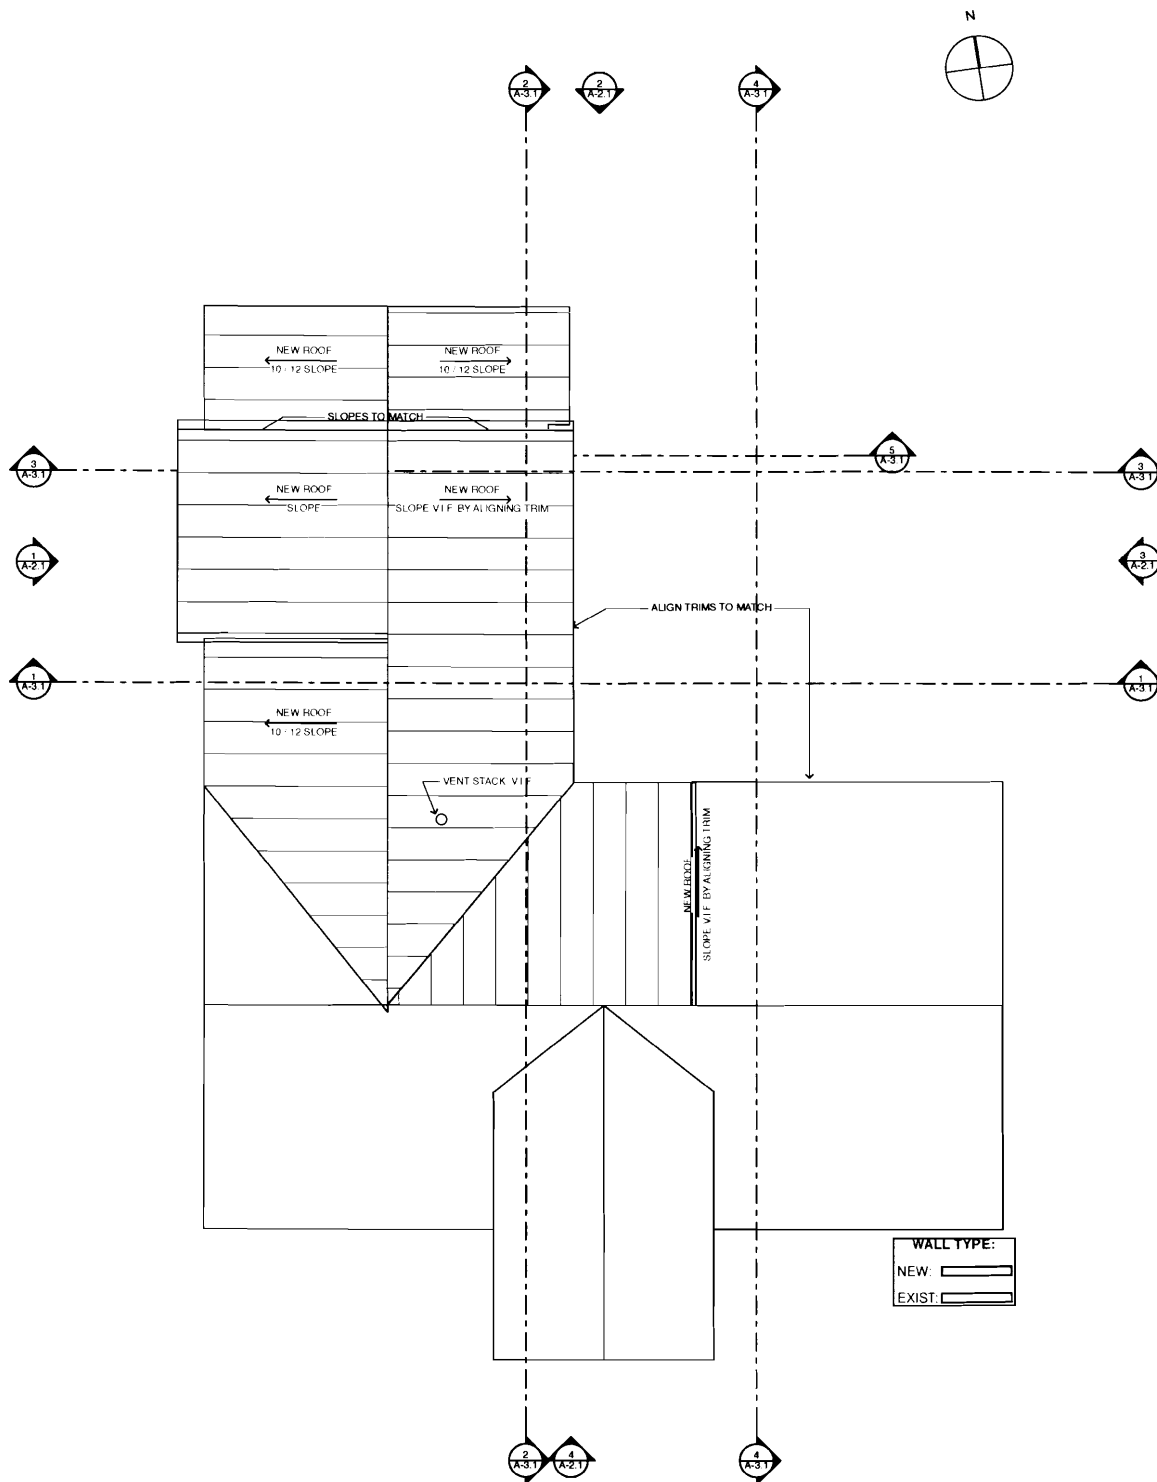 N
2
A-3.1
2
A-2.1
4
A-3.1
NEW ROOF
10 : 12 SLOPE
NEW ROOF
10 : 12 SLOPE
SLOPES TO MATCH
3
A-3.1
5
A-3.1
3
A-3.1
NEW ROOF
SLOPE
NEW ROOF
SLOPE V.I.F. BY ALIGNING TRIM
1
A-2.1
3
A-2.1
ALIGN TRIMS TO MATCH
1
A-3.1
1
A-3.1
NEW ROOF
10 : 12 SLOPE
VENT STACK V.I.F.
NEW ROOF
SLOPE V.I.F. BY ALIGNING TRIM
WALL TYPE:
NEW:
EXIST:
2
A-3.1
4
A-2.1
4
A-3.1